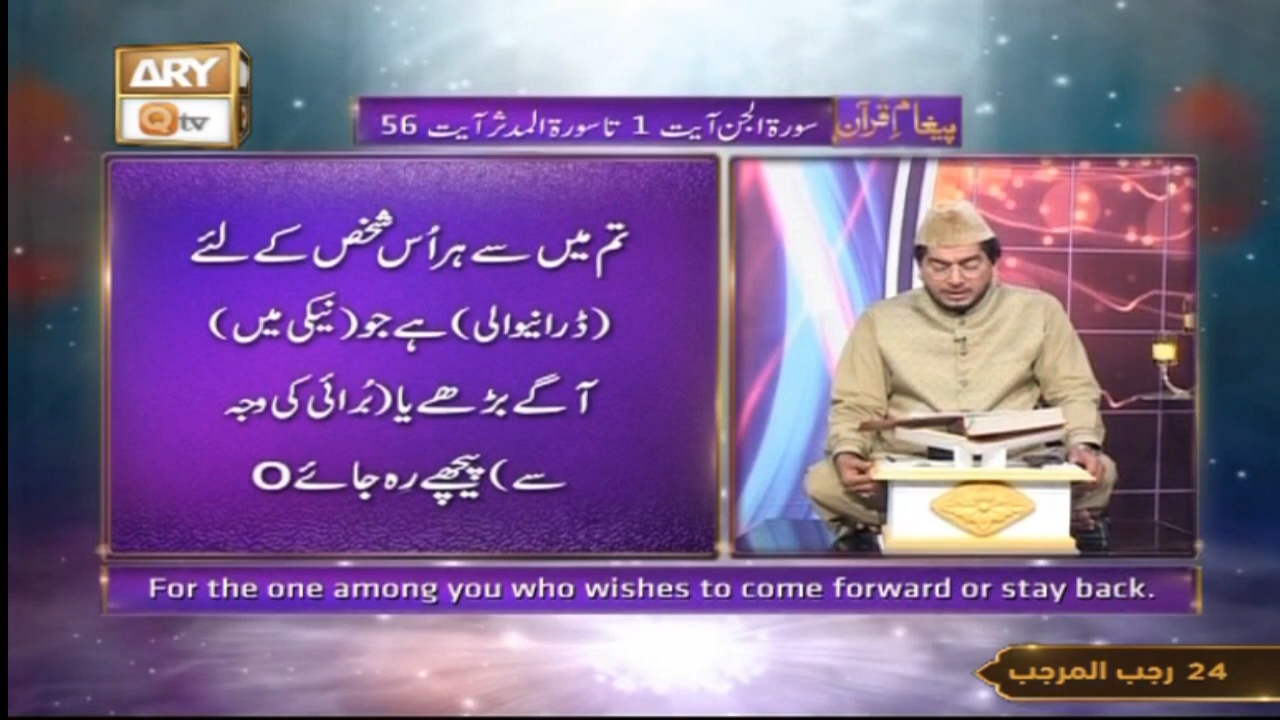 ARY
Qtv
پیغامِ قرآن
سورۃ الجن آیت 1 تا سورۃ المدثر آیت 56
تم میں سے ہر اُس شخص کے لئے
(ڈرانیوالی) ہے جو (نیکی میں)
آگے بڑھے یا (بُرائی کی وجہ
سے) پیچھے رہ جائے O
For the one among you who wishes to come forward or stay back.
24 رجب المرجب